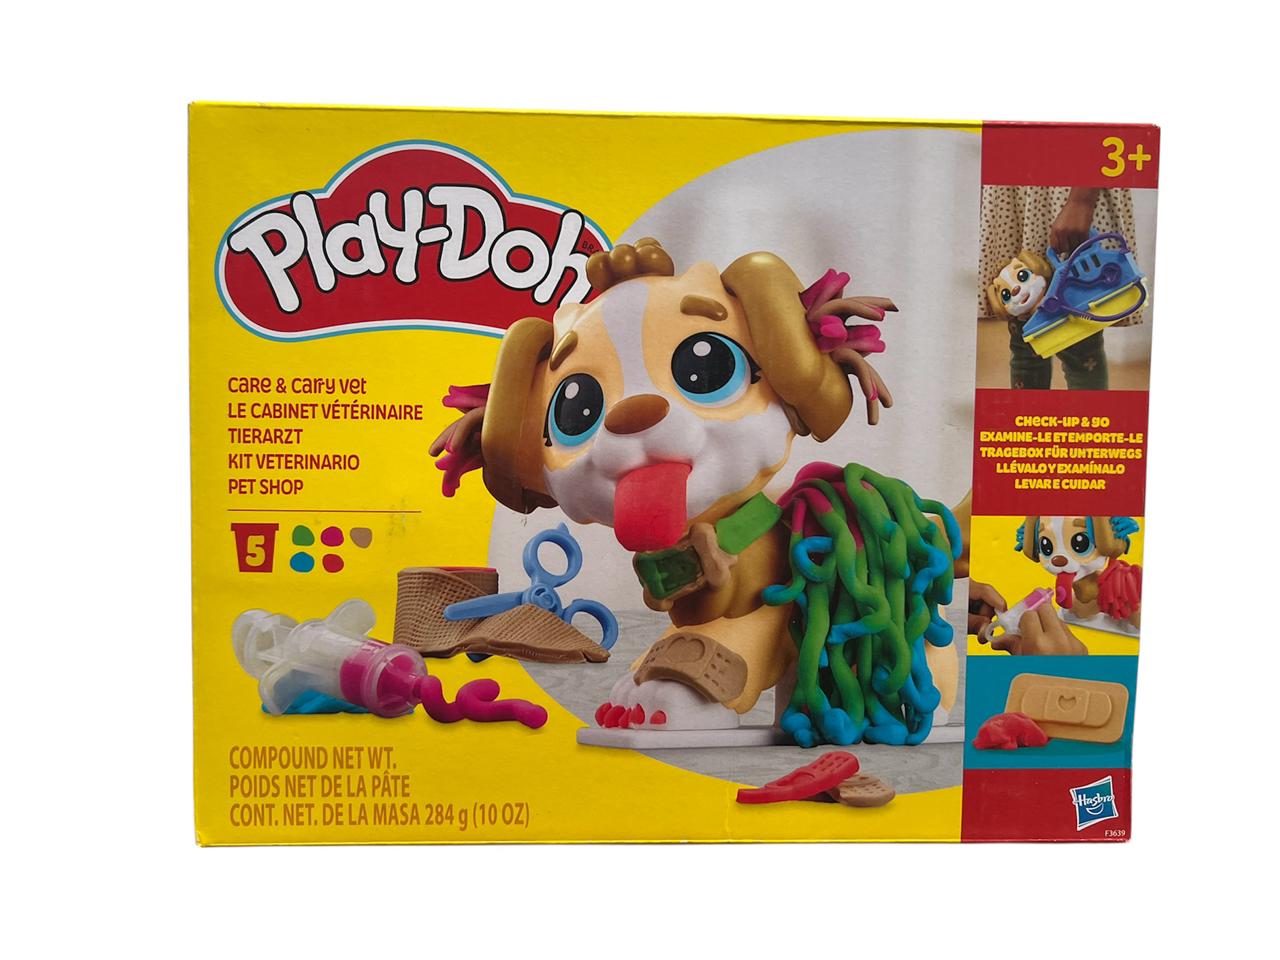 Play-Doh
care & carry vet
LE CABINET VÉTÉRINAIRE
TIERARZT
KIT VETERINARIO
PET SHOP
5
COMPOUND NET WT.
POIDS NET DE LA PÂTE
CONT. NET. DE LA MASA 284 g (10 OZ)
3+
CHECK-UP & GO
EXAMINE-LE ET EMPORTE-LE
TRAGEBOX FÜR UNTERWEGS
LLÉVALO Y EXAMÍNALO
LEVAR E CUIDAR
Hasbro
F3639